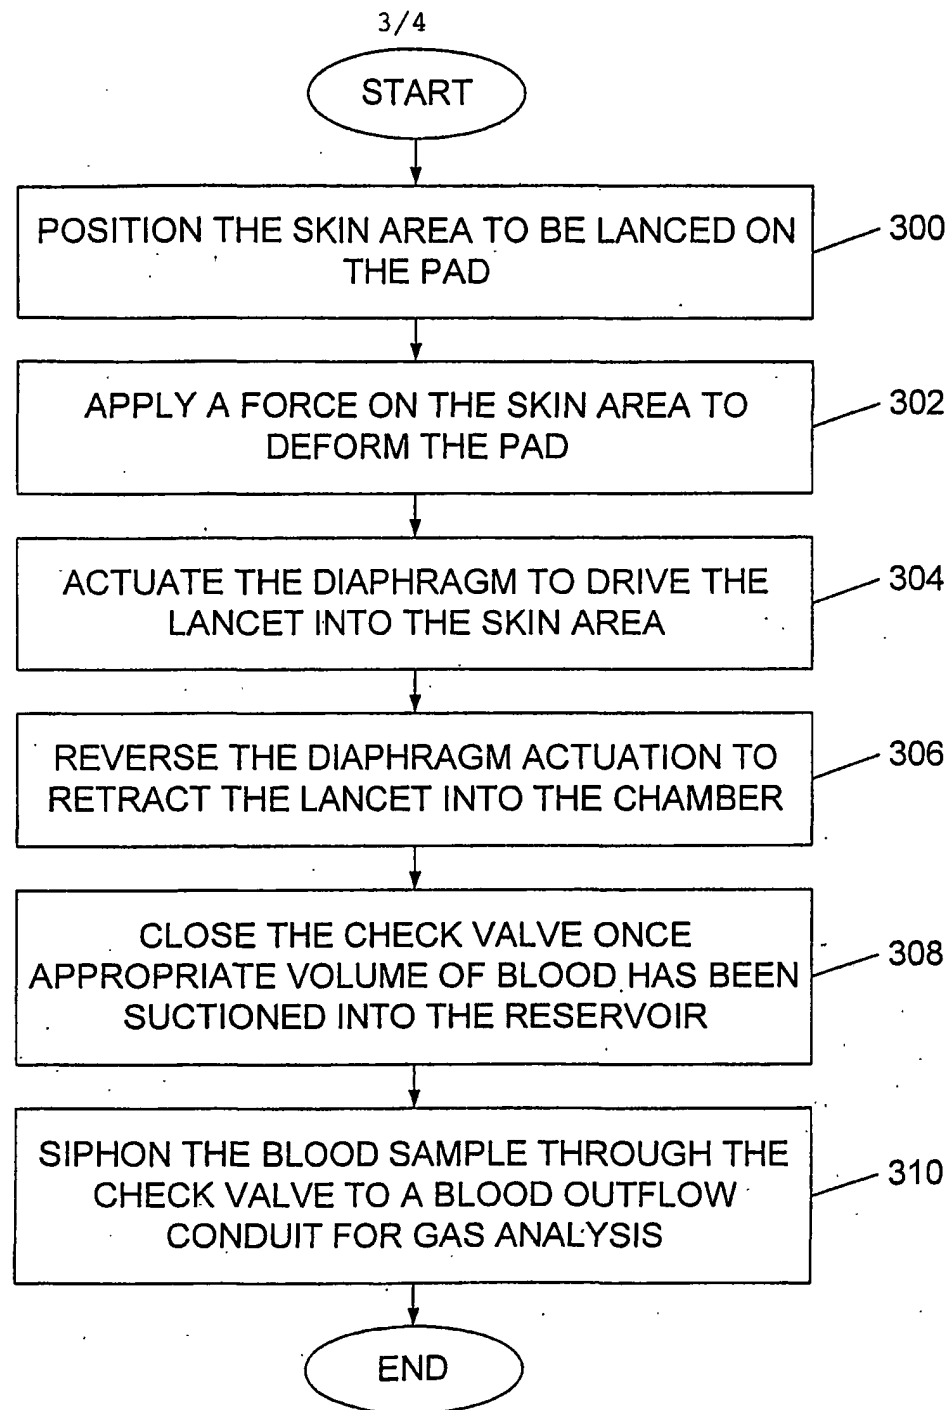 3/4
START
POSITION THE SKIN AREA TO BE LANCED ON
THE PAD
300
APPLY A FORCE ON THE SKIN AREA TO
DEFORM THE PAD
302
ACTUATE THE DIAPHRAGM TO DRIVE THE
LANCET INTO THE SKIN AREA
304
REVERSE THE DIAPHRAGM ACTUATION TO
RETRACT THE LANCET INTO THE CHAMBER
306
CLOSE THE CHECK VALVE ONCE
APPROPRIATE VOLUME OF BLOOD HAS BEEN
SUCTIONED INTO THE RESERVOIR
308
SIPHON THE BLOOD SAMPLE THROUGH THE
CHECK VALVE TO A BLOOD OUTFLOW
CONDUIT FOR GAS ANALYSIS
310
END